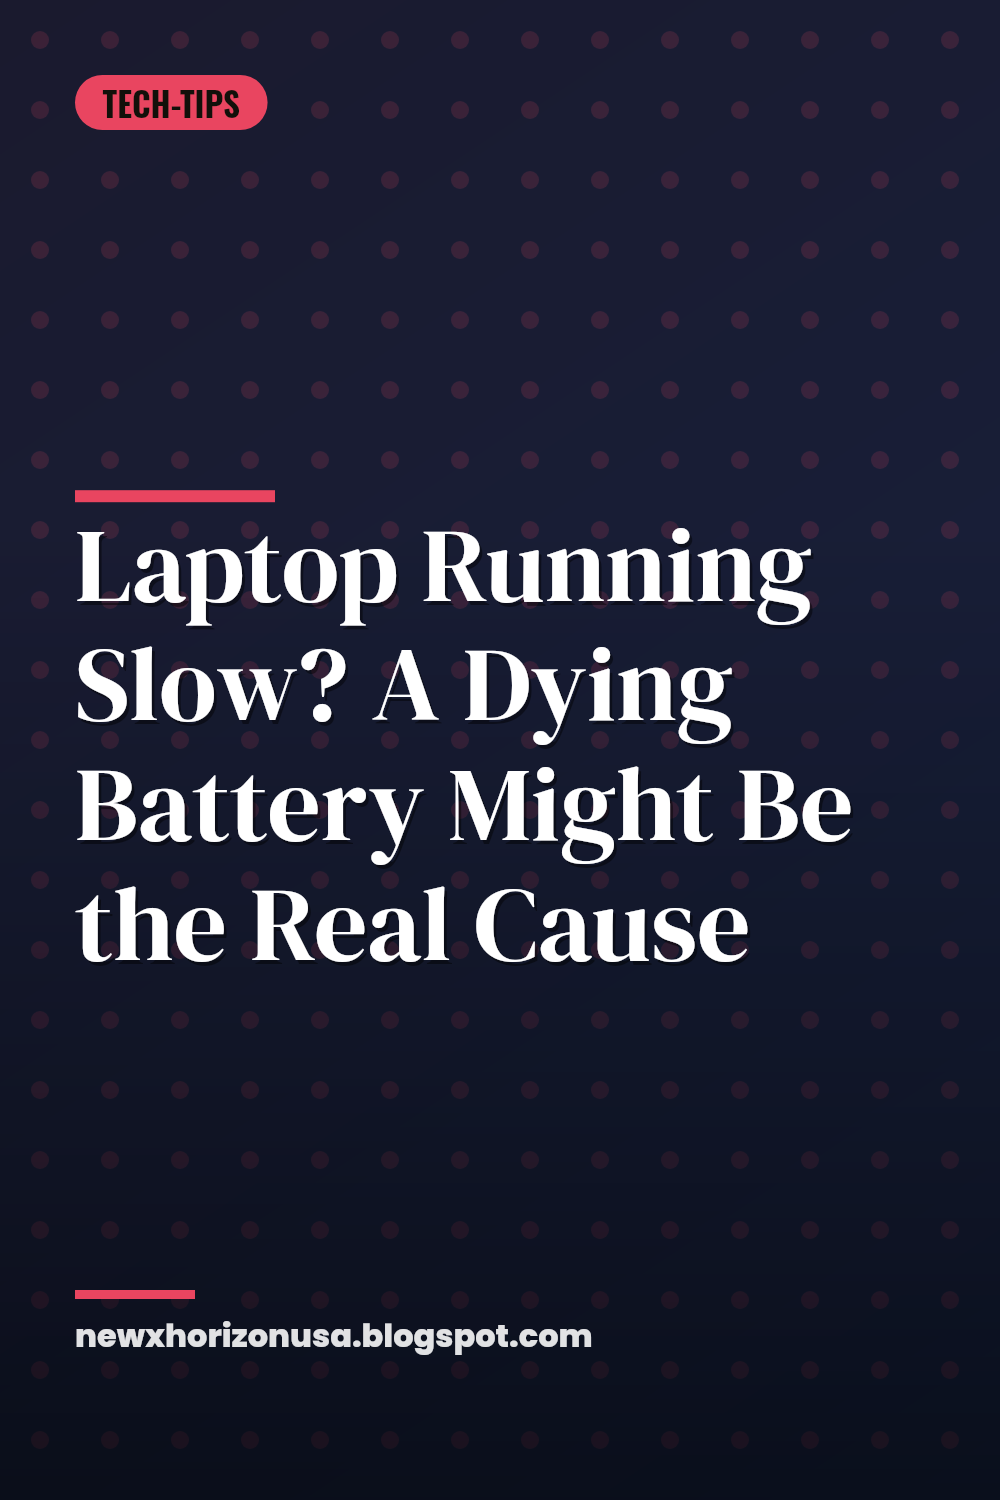 TECH-TIPS
Laptop Running
Slow? A Dying
Battery Might Be
the Real Cause
newxhorizonusa.blogspot.com